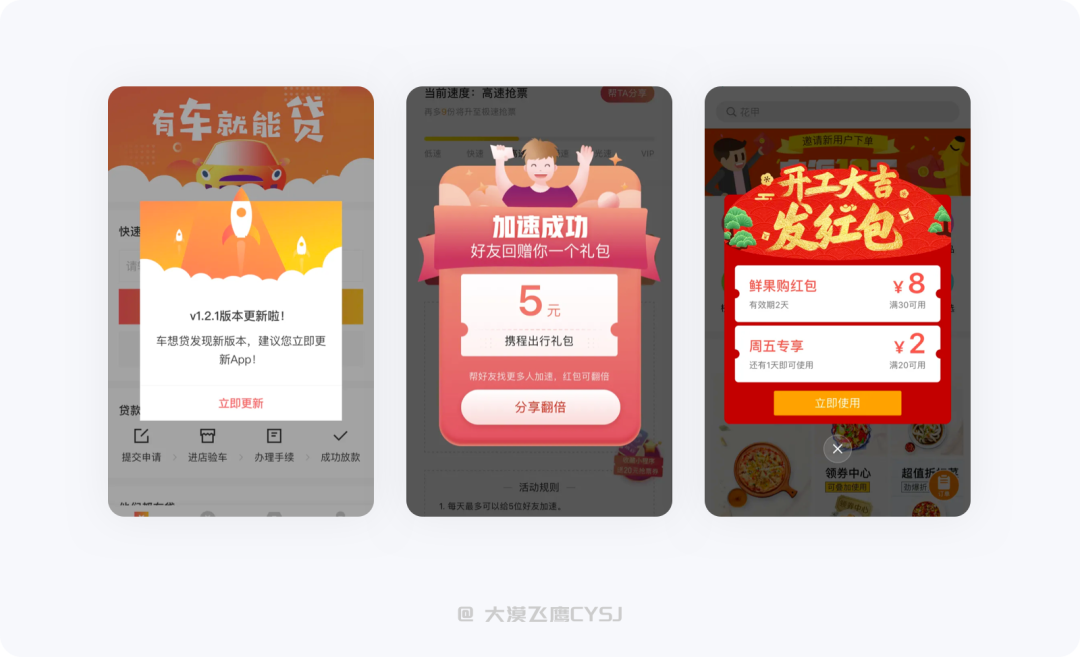 有车就能贷
快速
v1.2.1版本更新啦！
车想贷发现新版本，建议您立即更
新App！
立即更新
贷款
提交申请
进店验车
办理手续
成功放款
当前速度：高速抢票
帮TA分享
再多9份将升至极速抢票
低速
快速
VIP
加速成功
好友回赠你一个礼包
5元
携程出行礼包
帮好友找更多人加速，红包可翻倍
分享翻倍
活动规则
1. 每天最多可以给5位好友加速。
花甲
邀请新用户下单
开工大吉
发红包
鲜果购红包
¥8
有效期2天
满30可用
周五专享
¥2
还有1天即可使用
满20可用
立即使用
领券中心
可叠加使用
超值折
劲爆折
@ 大漠飞鹰CYSJ